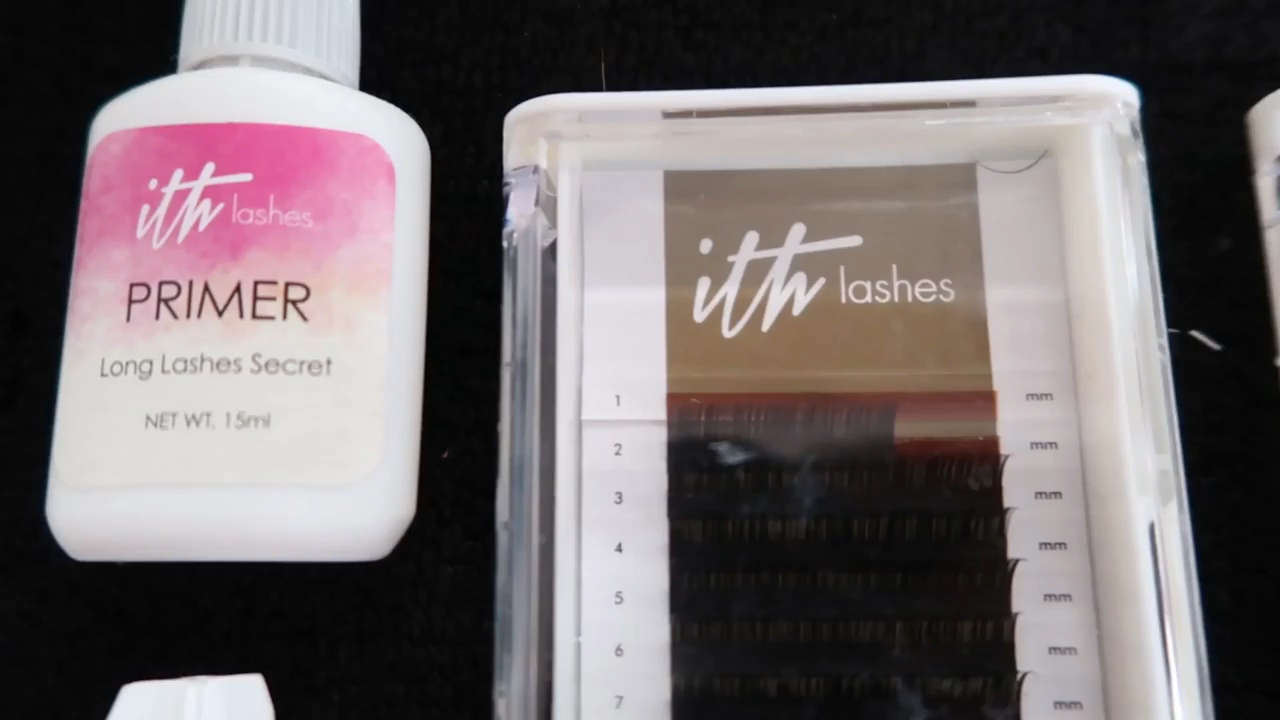 ith lashes
PRIMER
Long Lashes Secret
NET WT. 15ml
ith lashes
1 mm
2 mm
3 mm
4 mm
5 mm
6 mm
7 mm